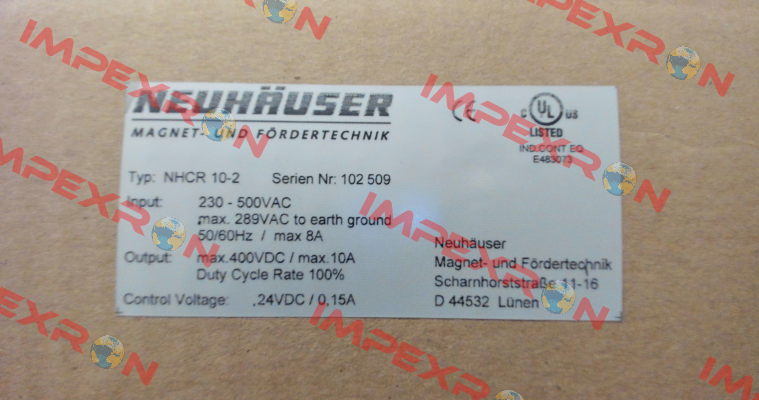 NEUHÄUSER
MAGNET- UND FÖRDERTECHNIK
CE
C UL US
LISTED
IND.CONT EQ
E483073
Typ: NHCR 10-2 Serien Nr: 102 509
Input: 230 - 500VAC
max. 289VAC to earth ground
50/60Hz / max 8A
Output: max.400VDC / max.10A
Duty Cycle Rate 100%
Control Voltage: 24VDC / 0,15A
Neuhäuser
Magnet- und Fördertechnik
Scharnhorststraße 11-16
D 44532 Lünen
IMPEXRON
IMPEXRON
IMPEXRON
IMPEXRON
IMPEXRON
IMPEXRON